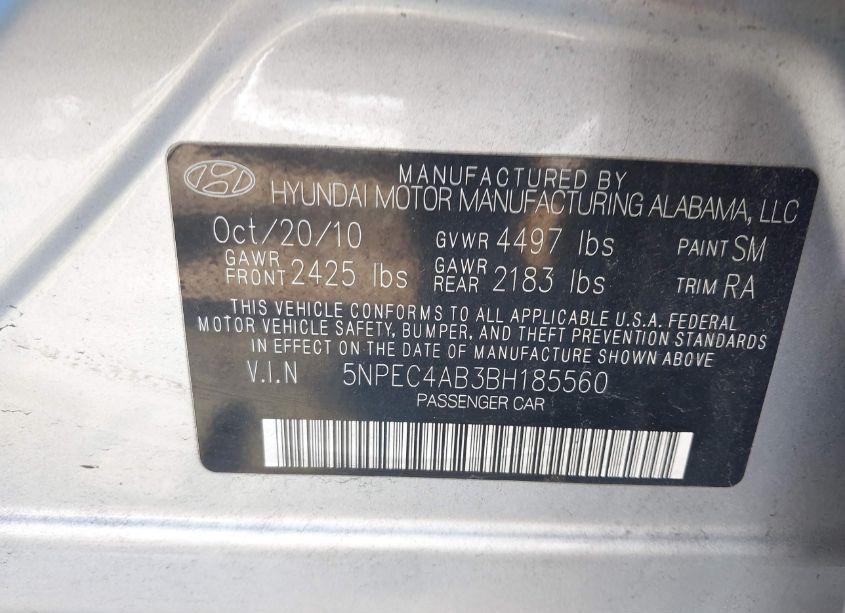 MANUFACTURED BY
HYUNDAI MOTOR MANUFACTURING ALABAMA, LLC
Oct/20/10 GVWR 4497 lbs PAINT SM
GAWR FRONT 2425 lbs GAWR REAR 2183 lbs TRIM RA
THIS VEHICLE CONFORMS TO ALL APPLICABLE U.S.A. FEDERAL
MOTOR VEHICLE SAFETY, BUMPER, AND THEFT PREVENTION STANDARDS
IN EFFECT ON THE DATE OF MANUFACTURE SHOWN ABOVE
V.I.N 5NPEC4AB3BH185560
PASSENGER CAR